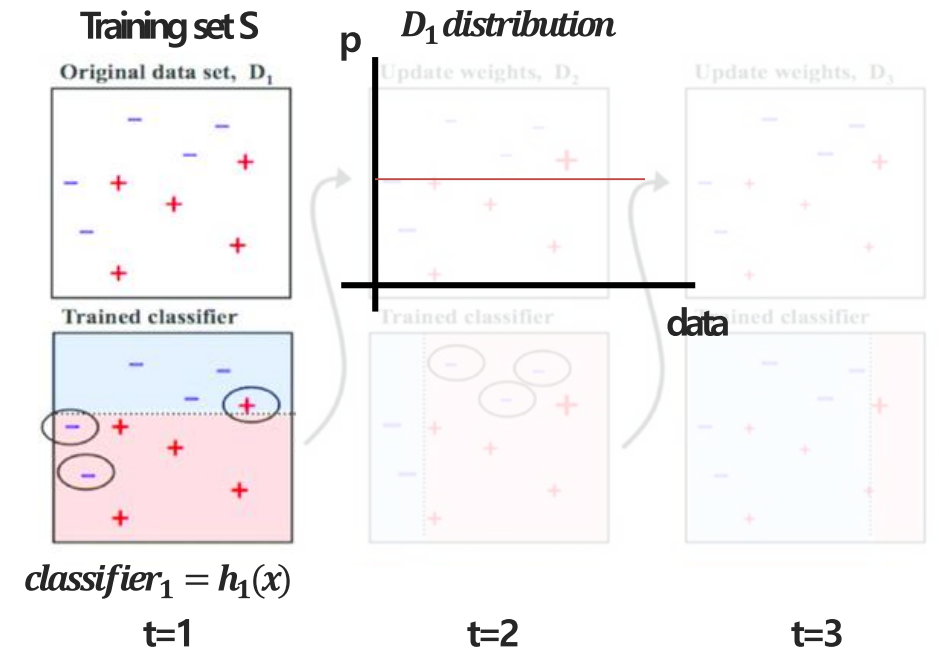 Training set S
p
D₁ distribution
Original data set, D₁
Update weights, D₂
Update weights, D₃
Trained classifier
Trained classifier
Trained classifier
data
classifier₁ = h₁(x)
t=1
t=2
t=3